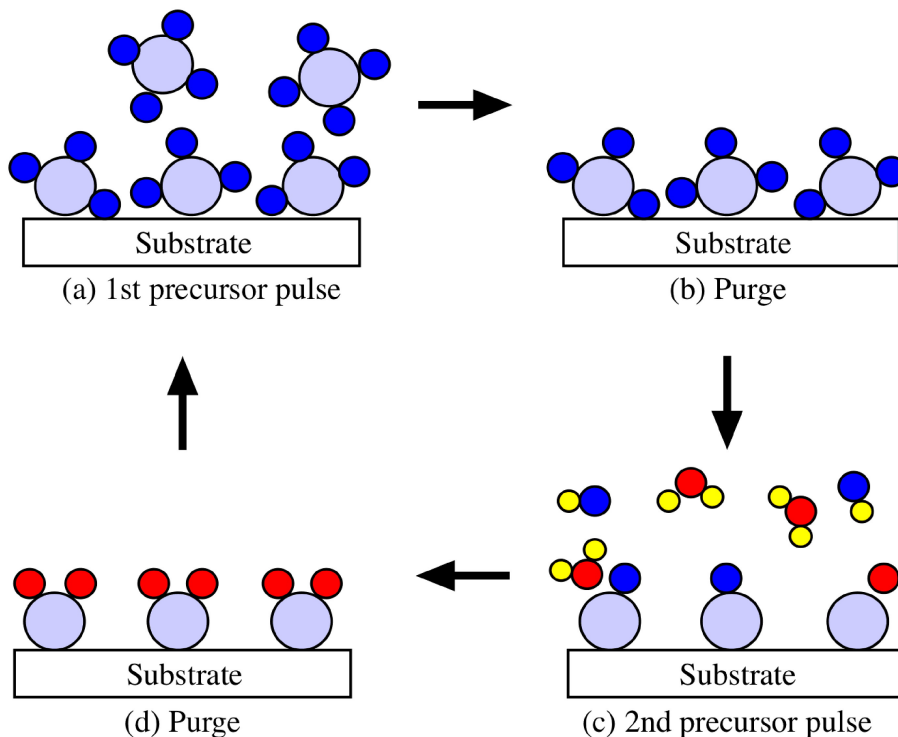 Substrate
(a) 1st precursor pulse
Substrate
(b) Purge
Substrate
(d) Purge
Substrate
(c) 2nd precursor pulse